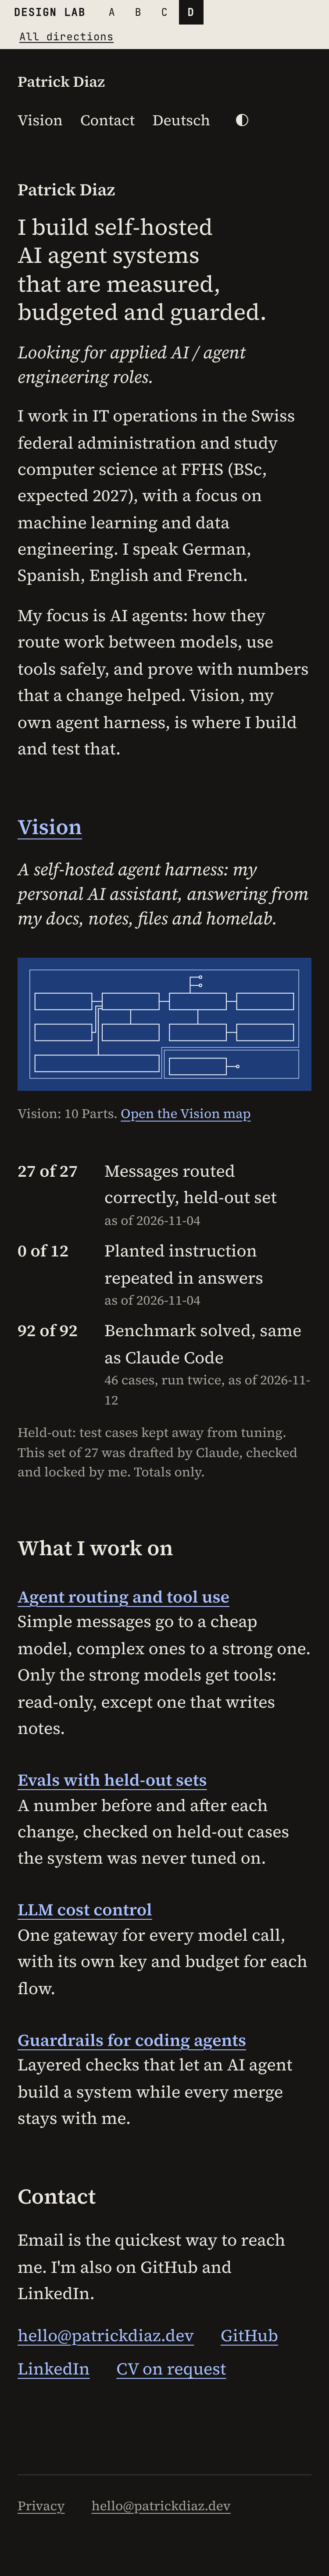 DESIGN LAB A B C D
All directions
Patrick Diaz
Vision Contact Deutsch
Patrick Diaz
I build self-hosted
AI agent systems
that are measured,
budgeted and guarded.
Looking for applied AI / agent
engineering roles.
I work in IT operations in the Swiss
federal administration and study
computer science at FFHS (BSc,
expected 2027), with a focus on
machine learning and data
engineering. I speak German,
Spanish, English and French.
My focus is AI agents: how they
route work between models, use
tools safely, and prove with numbers
that a change helped. Vision, my
own agent harness, is where I build
and test that.
Vision
A self-hosted agent harness: my
personal AI assistant, answering from
my docs, notes, files and homelab.
Vision: 10 Parts. Open the Vision map
27 of 27 Messages routed
correctly, held-out set
as of 2026-11-04
0 of 12 Planted instruction
repeated in answers
as of 2026-11-04
92 of 92 Benchmark solved, same
as Claude Code
46 cases, run twice, as of 2026-11-
12
Held-out: test cases kept away from tuning.
This set of 27 was drafted by Claude, checked
and locked by me. Totals only.
What I work on
Agent routing and tool use
Simple messages go to a cheap
model, complex ones to a strong one.
Only the strong models get tools:
read-only, except one that writes
notes.
Evals with held-out sets
A number before and after each
change, checked on held-out cases
the system was never tuned on.
LLM cost control
One gateway for every model call,
with its own key and budget for each
flow.
Guardrails for coding agents
Layered checks that let an AI agent
build a system while every merge
stays with me.
Contact
Email is the quickest way to reach
me. I'm also on GitHub and
LinkedIn.
hello@patrickdiaz.dev GitHub
LinkedIn CV on request
Privacy hello@patrickdiaz.dev